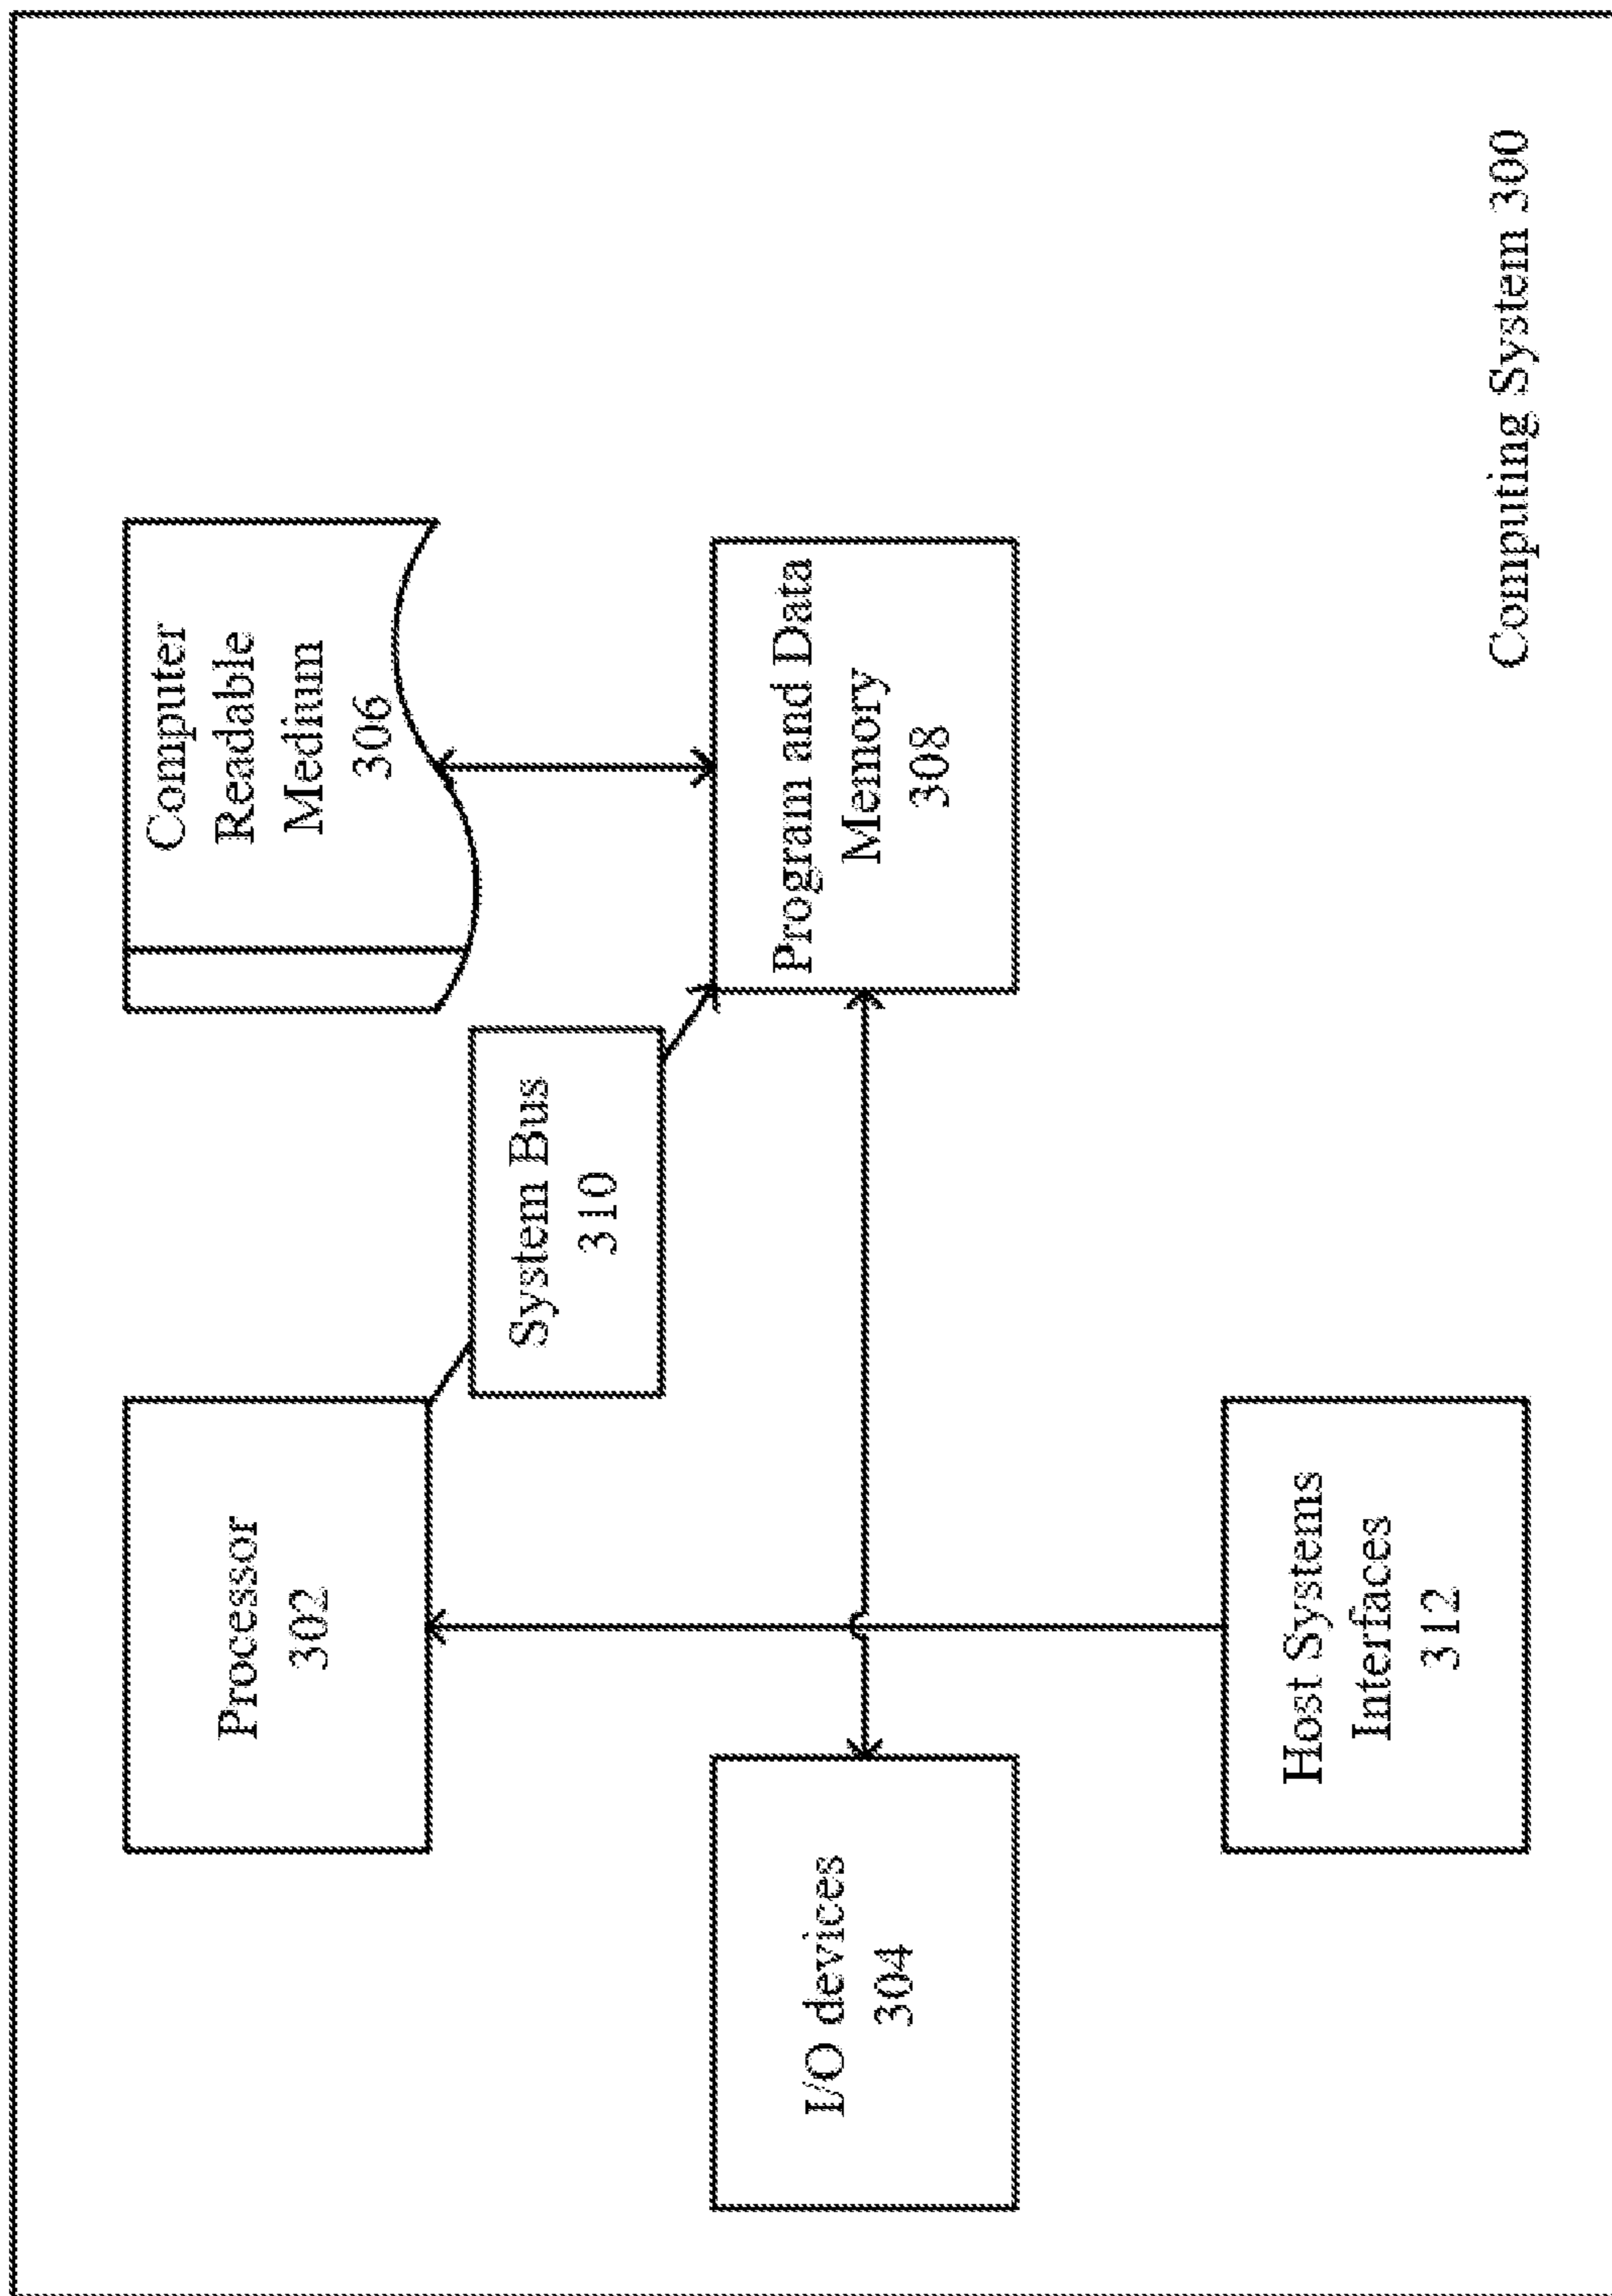 Processor
302
Computer
Readable
Medium
306
System Bus
310
I/O devices
304
Program and Data
Memory
308
Host Systems
Interfaces
312
Computing System 300